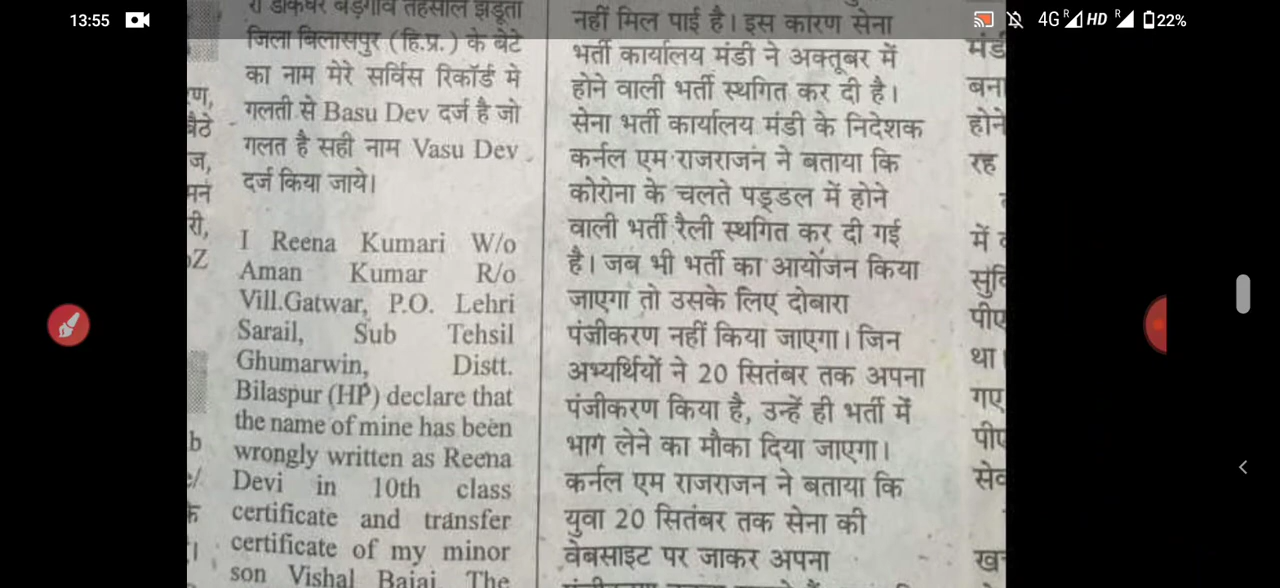 13:55
4G R HD R 22%
डाकघर बड़गांव तहसील झंडूता
जिला बिलासपुर (हि.प्र.) के बेटे
का नाम मेरे सर्विस रिकॉर्ड मे
गलती से Basu Dev दर्ज है जो
गलत है सही नाम Vasu Dev
दर्ज किया जाये।
I Reena Kumari W/o
Aman Kumar R/o
Vill.Gatwar, P.O. Lehri
Sarail, Sub Tehsil
Ghumarwin, Distt.
Bilaspur (HP) declare that
the name of mine has been
wrongly written as Reena
Devi in 10th class
certificate and transfer
certificate of my minor
son Vishal Bajaj. The
नहीं मिल पाई है। इस कारण सेना
भर्ती कार्यालय मंडी ने अक्तूबर में
होने वाली भर्ती स्थगित कर दी है।
सेना भर्ती कार्यालय मंडी के निदेशक
कर्नल एम राजराजन ने बताया कि
कोरोना के चलते पड्डल में होने
वाली भर्ती रैली स्थगित कर दी गई
है। जब भी भर्ती का आयोजन किया
जाएगा तो उसके लिए दोबारा
पंजीकरण नहीं किया जाएगा। जिन
अभ्यर्थियों ने 20 सितंबर तक अपना
पंजीकरण किया है, उन्हें ही भर्ती में
भाग लेने का मौका दिया जाएगा।
कर्नल एम राजराजन ने बताया कि
युवा 20 सितंबर तक सेना की
वेबसाइट पर जाकर अपना
बना
होने
रह
में
पीए
था।
गए
पीए